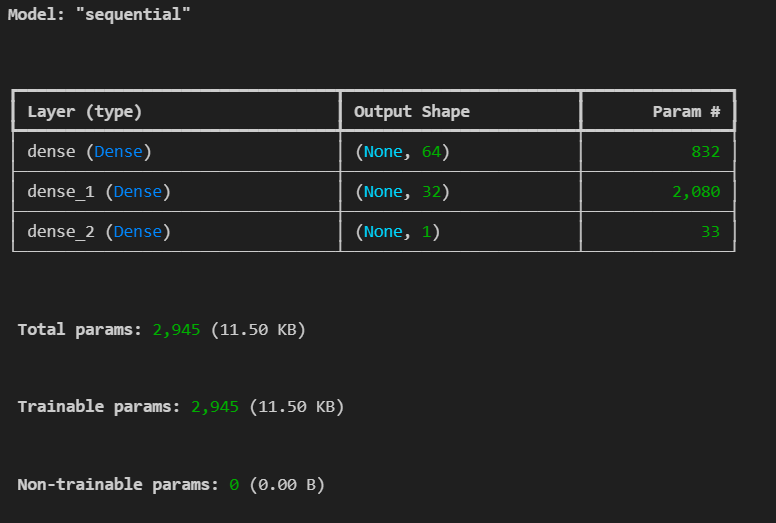 Model: "sequential"
Layer (type) Output Shape Param #
dense (Dense) (None, 64) 832
dense_1 (Dense) (None, 32) 2,080
dense_2 (Dense) (None, 1) 33
Total params: 2,945 (11.50 KB)
Trainable params: 2,945 (11.50 KB)
Non-trainable params: 0 (0.00 B)